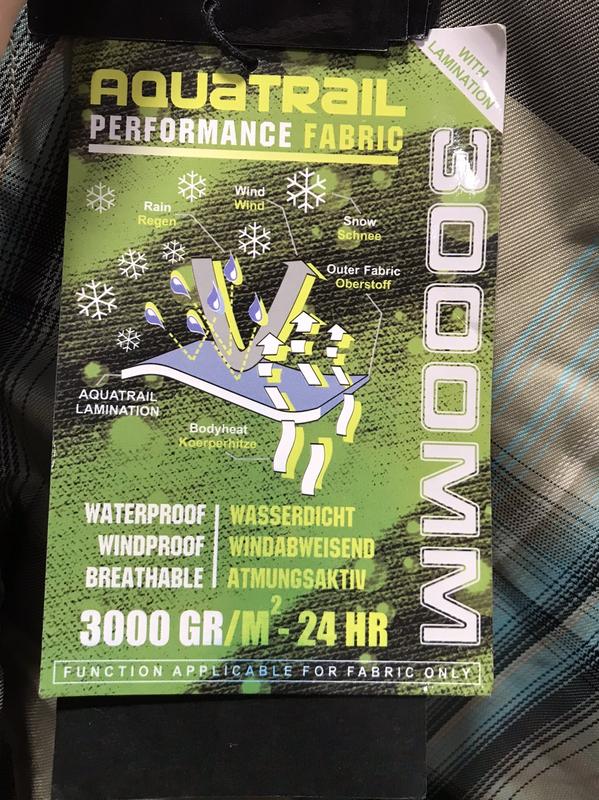 WITH
LAMINATION
AQUATRAIL
PERFORMANCE FABRIC
3000MM
Rain
Regen
Wind
Wind
Snow
Schnee
Outer Fabric
Oberstoff
AQUATRAIL
LAMINATION
Bodyheat
Koerperhitze
WATERPROOF | WASSERDICHT
WINDPROOF | WINDABWEISEND
BREATHABLE | ATMUNGSAKTIV
3000 GR/M² - 24 HR
FUNCTION APPLICABLE FOR FABRIC ONLY